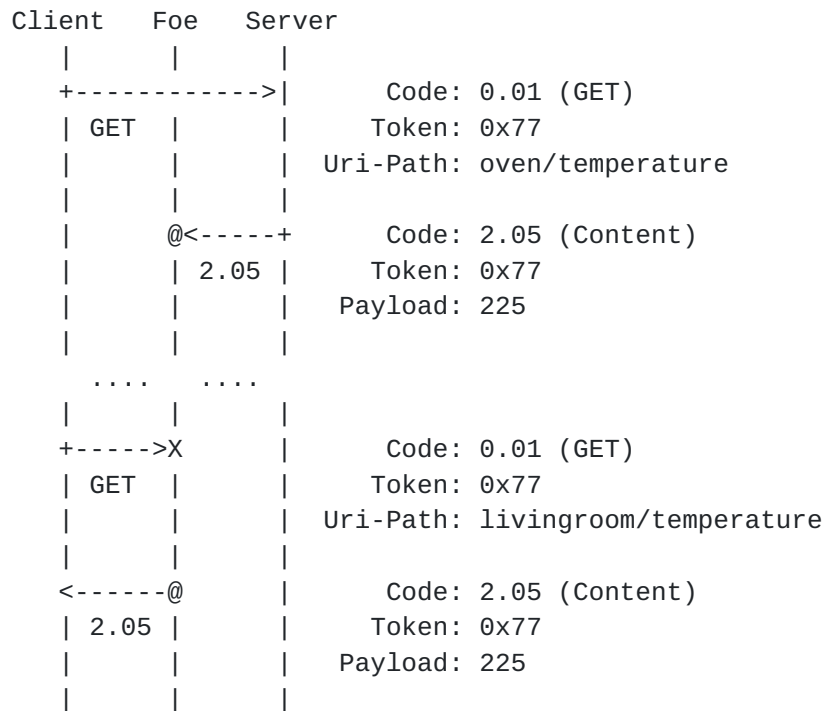 Client   Foe   Server
   |      |      |
   +------------>|      Code: 0.01 (GET)
   | GET  |      |     Token: 0x77
   |      |      |  Uri-Path: oven/temperature
   |      |      |
   |      @<-----+      Code: 2.05 (Content)
   |      | 2.05 |     Token: 0x77
   |      |      |   Payload: 225
   |      |      |
     ....   ....
   |      |      |
   +----->X      |      Code: 0.01 (GET)
   | GET  |      |     Token: 0x77
   |      |      |  Uri-Path: livingroom/temperature
   |      |      |
   <------@      |      Code: 2.05 (Content)
   | 2.05 |      |     Token: 0x77
   |      |      |   Payload: 225
   |      |      |